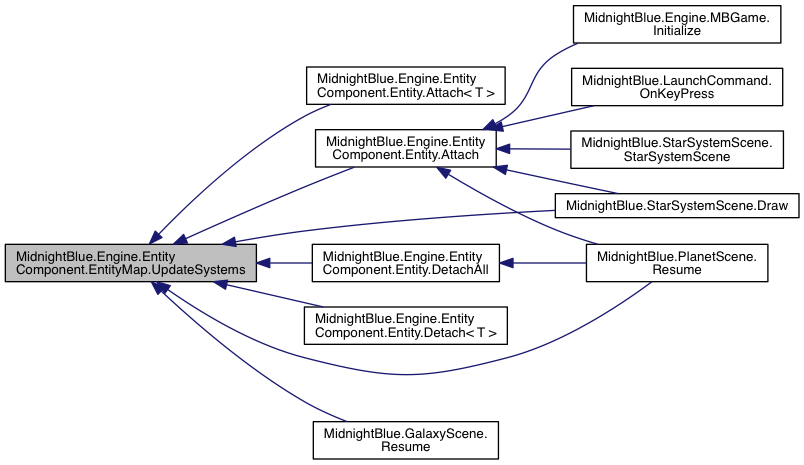 MidnightBlue.Engine.MBGame.
Initialize
MidnightBlue.Engine.Entity
Component.Entity.Attach< T >
MidnightBlue.LaunchCommand.
OnKeyPress
MidnightBlue.Engine.Entity
Component.Entity.Attach
MidnightBlue.StarSystemScene.
StarSystemScene
MidnightBlue.StarSystemScene.Draw
MidnightBlue.Engine.Entity
Component.EntityMap.UpdateSystems
MidnightBlue.Engine.Entity
Component.Entity.DetachAll
MidnightBlue.PlanetScene.
Resume
MidnightBlue.Engine.Entity
Component.Entity.Detach< T >
MidnightBlue.GalaxyScene.
Resume